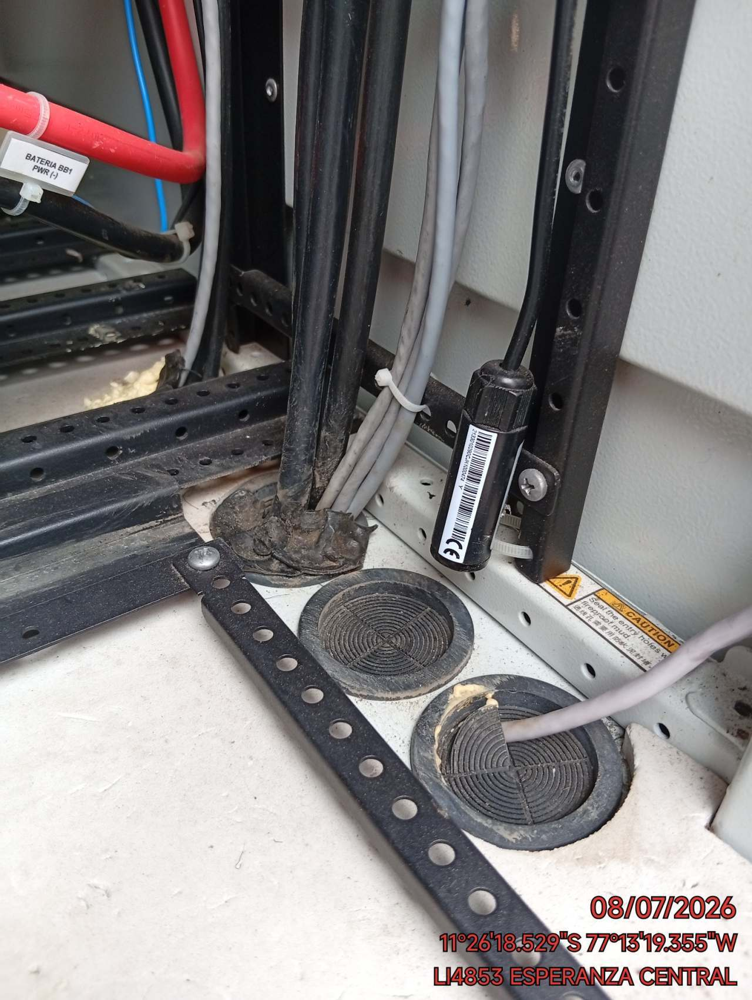 BATERIA BB1
PWR (-)
CE
CAUTION
Seal the entry holes
fireproof mud.
08/07/2026
11°26'18.529"S 77°13'19.355"W
LI4853 ESPERANZA CENTRAL